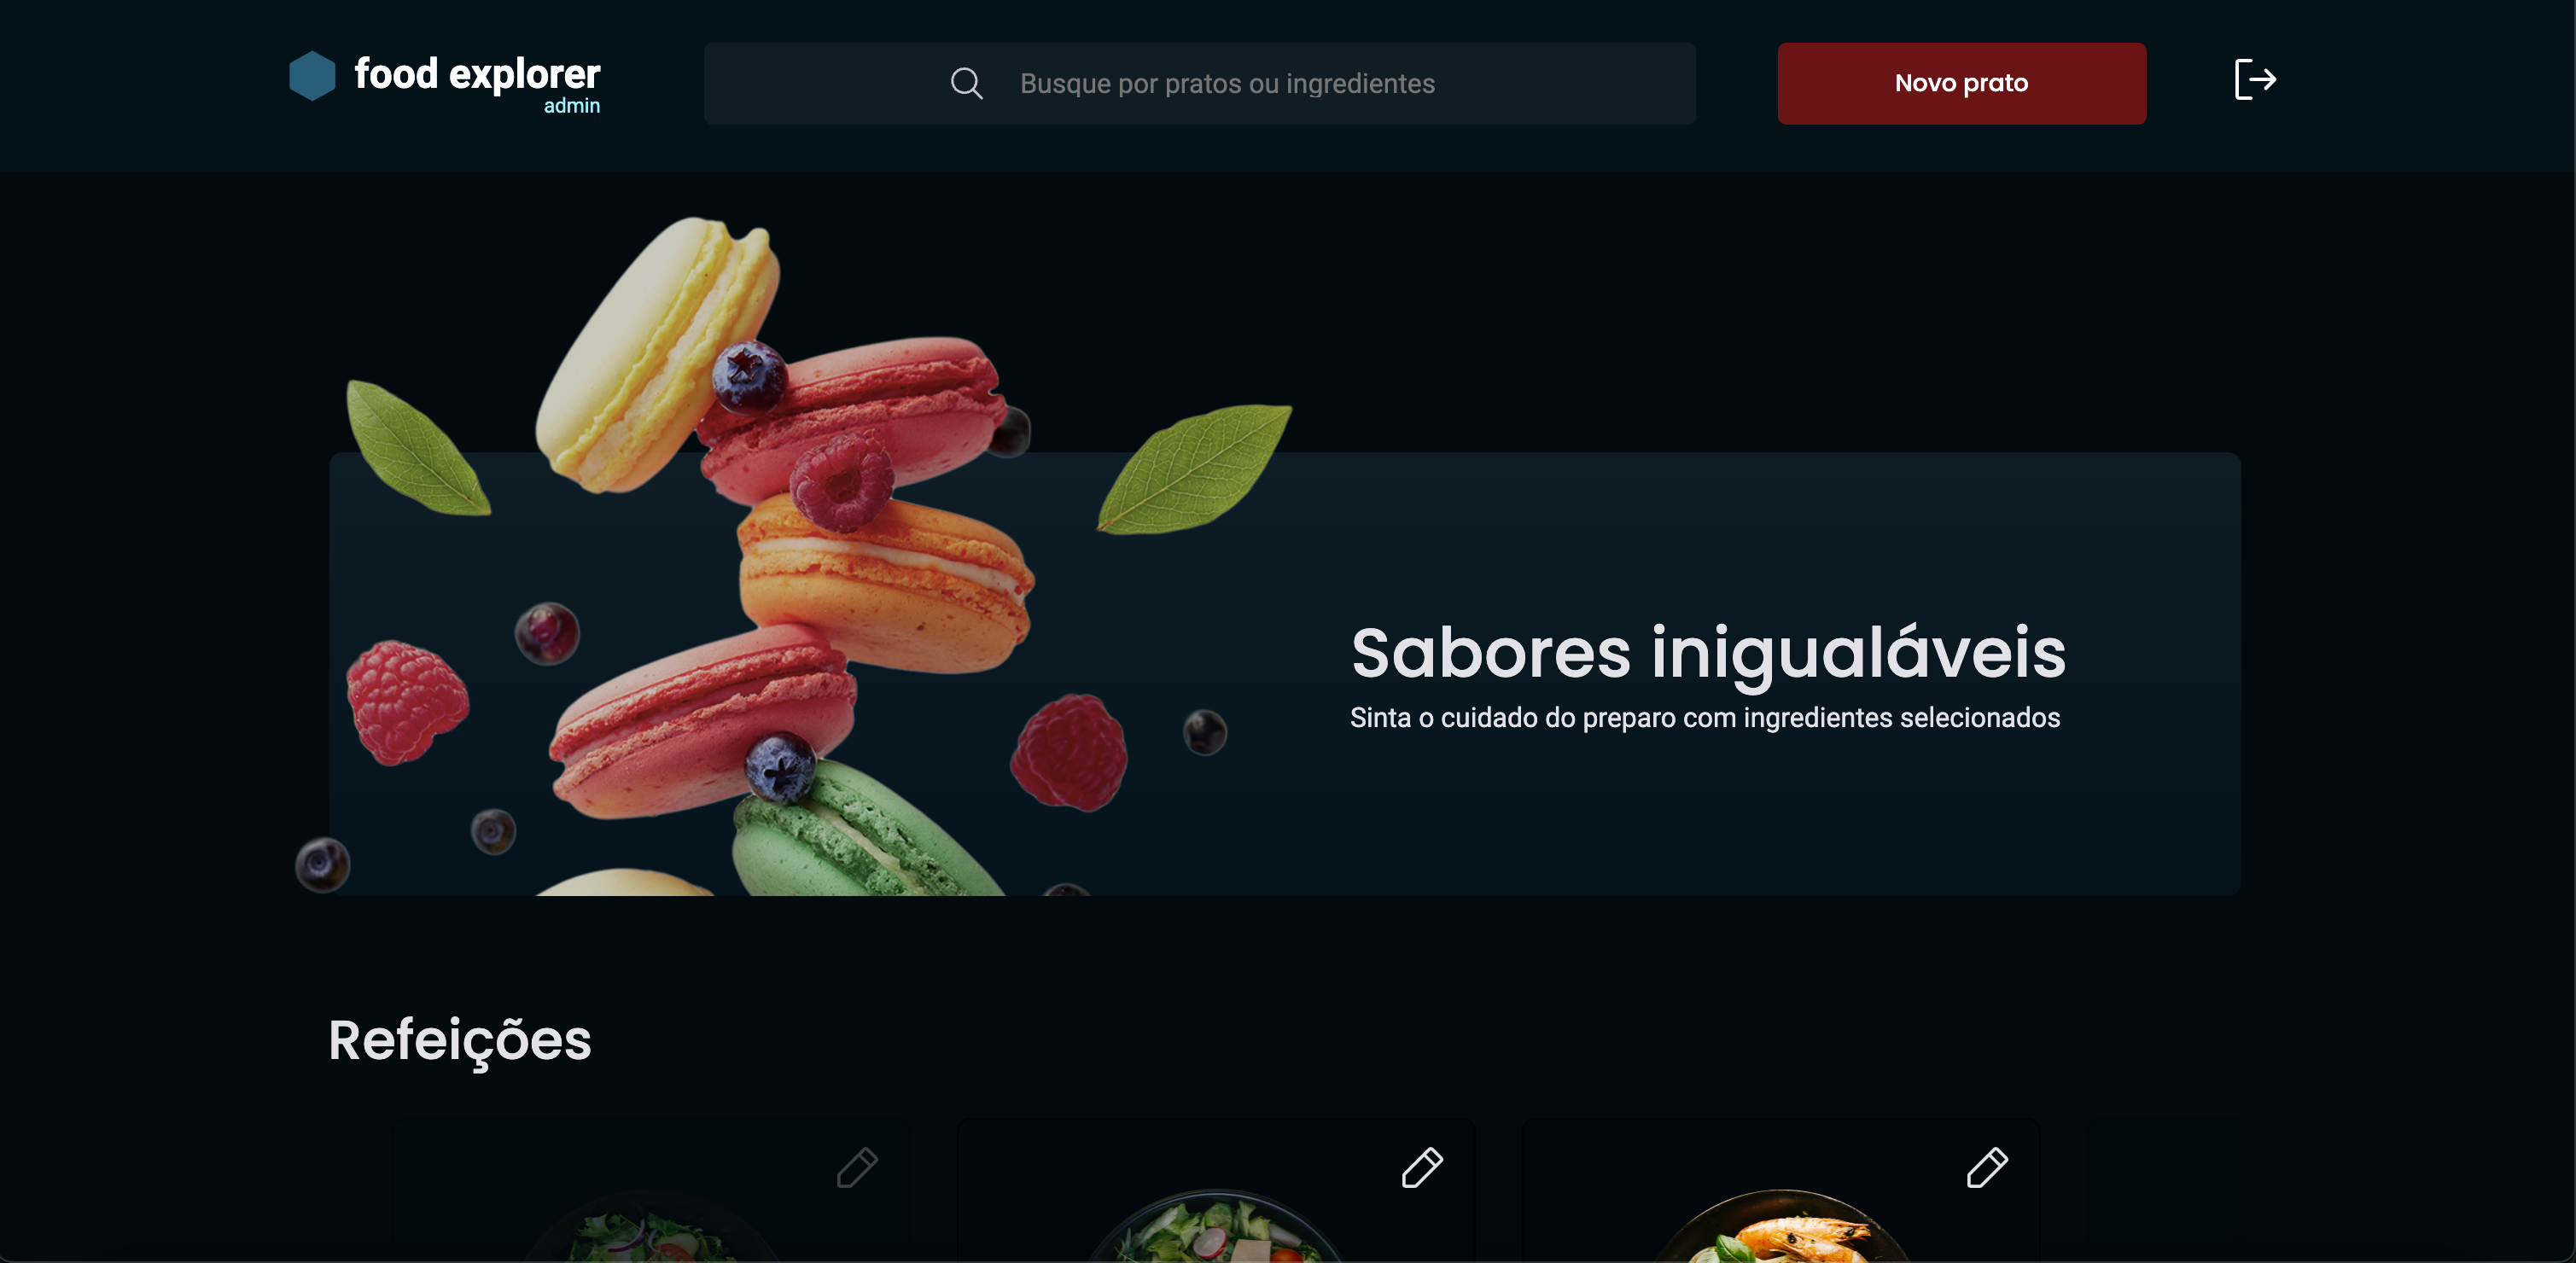 food explorer
admin
Busque por pratos ou ingredientes
Novo prato
Sabores inigualáveis
Sinta o cuidado do preparo com ingredientes selecionados
Refeições